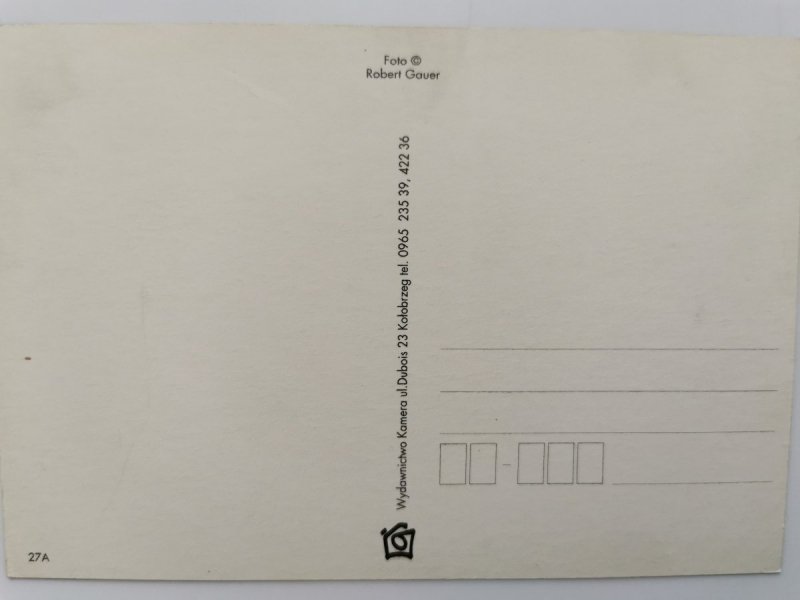 Foto ©
Robert Gauer
Wydawnictwo Kamera ul.Dubois 23 Kołobrzeg tel. 0965 235 39, 422 36
27A